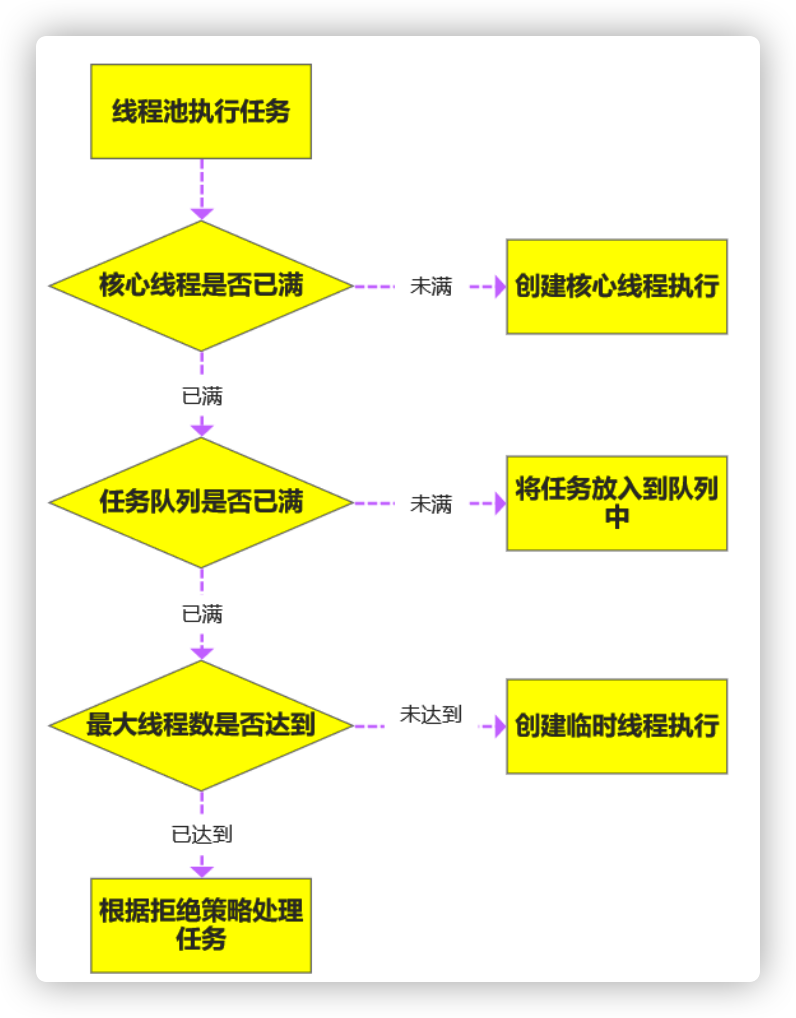 线程池执行任务
核心线程是否已满
未满
创建核心线程执行
已满
任务队列是否已满
未满
将任务放入到队列
中
已满
最大线程数是否达到
未达到
创建临时线程执行
已达到
根据拒绝策略处理
任务